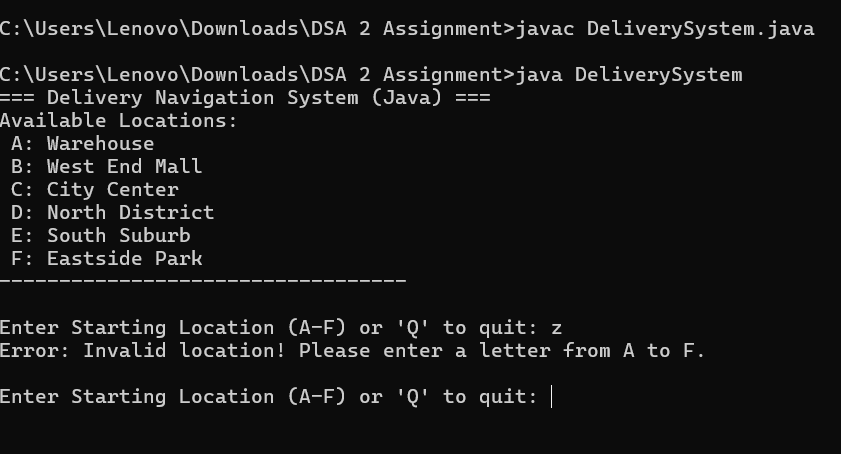 C:\Users\Lenovo\Downloads\DSA 2 Assignment>javac DeliverySystem.java
C:\Users\Lenovo\Downloads\DSA 2 Assignment>java DeliverySystem
=== Delivery Navigation System (Java) ===
Available Locations:
 A: Warehouse
 B: West End Mall
 C: City Center
 D: North District
 E: South Suburb
 F: Eastside Park
----------------------------------
Enter Starting Location (A-F) or 'Q' to quit: z
Error: Invalid location! Please enter a letter from A to F.
Enter Starting Location (A-F) or 'Q' to quit: